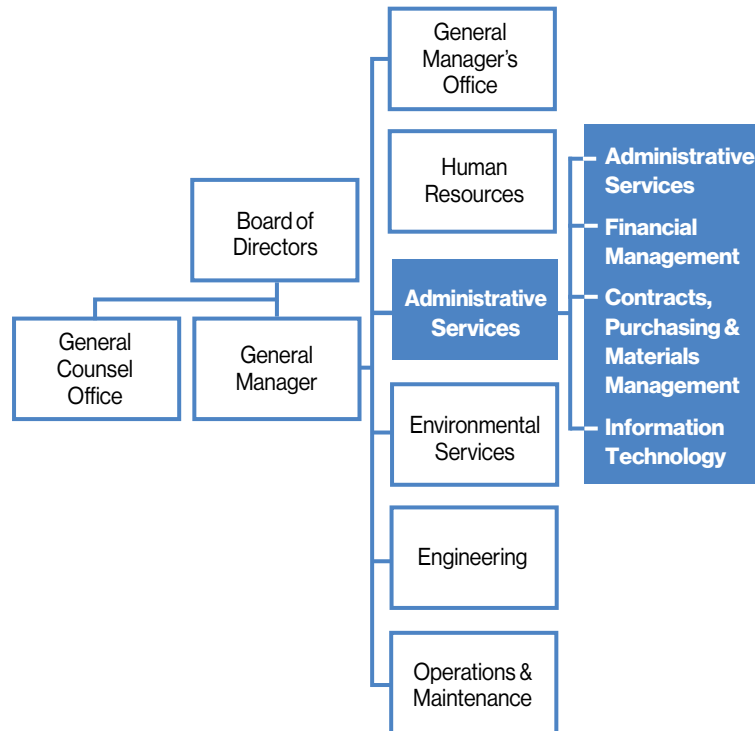 General
Manager’s
Office
Human
Resources
Board of
Directors
General
Counsel
Office
General
Manager
Administrative
Services
Environmental
Services
Engineering
Operations &
Maintenance
Administrative
Services
Financial
Management
Contracts,
Purchasing &
Materials
Management
Information
Technology